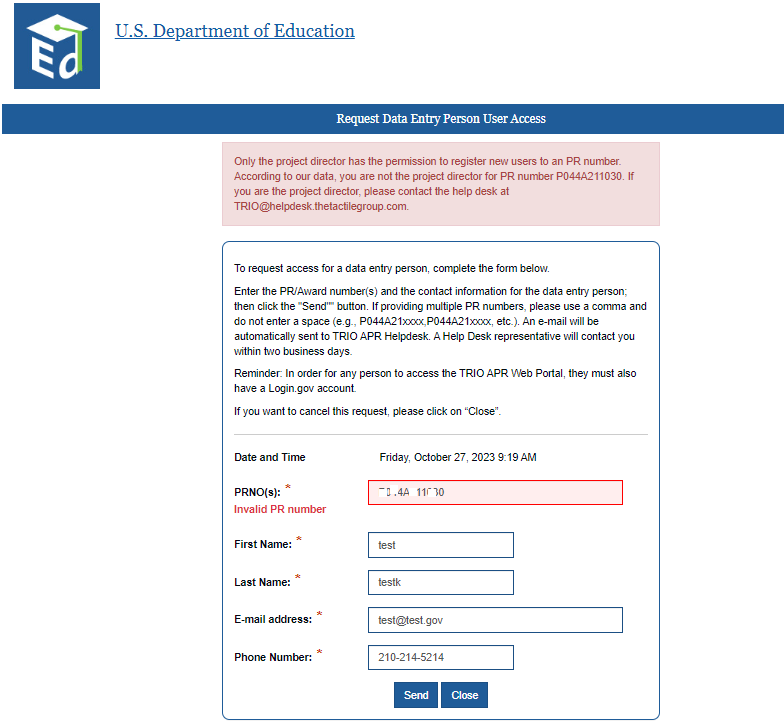 Ed
U.S. Department of Education
Request Data Entry Person User Access
Only the project director has the permission to register new users to an PR number.
According to our data, you are not the project director for PR number P044A211030. If
you are the project director, please contact the help desk at
TRIO@helpdesk.thetactilegroup.com.
To request access for a data entry person, complete the form below.
Enter the PR/Award number(s) and the contact information for the data entry person;
then click the "Send"" button. If providing multiple PR numbers, please use a comma and
do not enter a space (e.g., P044A21xxxx,P044A21xxxx, etc.). An e-mail will be
automatically sent to TRIO APR Helpdesk. A Help Desk representative will contact you
within two business days.
Reminder: In order for any person to access the TRIO APR Web Portal, they must also
have a Login.gov account.
If you want to cancel this request, please click on “Close”.
Date and Time Friday, October 27, 2023 9:19 AM
PRNO(s): *
Invalid PR number
First Name: * test
Last Name: * testk
E-mail address: * test@test.gov
Phone Number: * 210-214-5214
Send Close